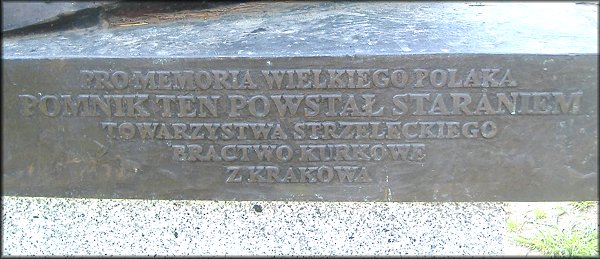 PRO MEMORIA WIELKIEGO POLAKA
POMNIK TEN POWSTAŁ STARANIEM
TOWARZYSTWA STRZELECKIEGO
BRACTWO KURKOWE
Z KRAKOWA